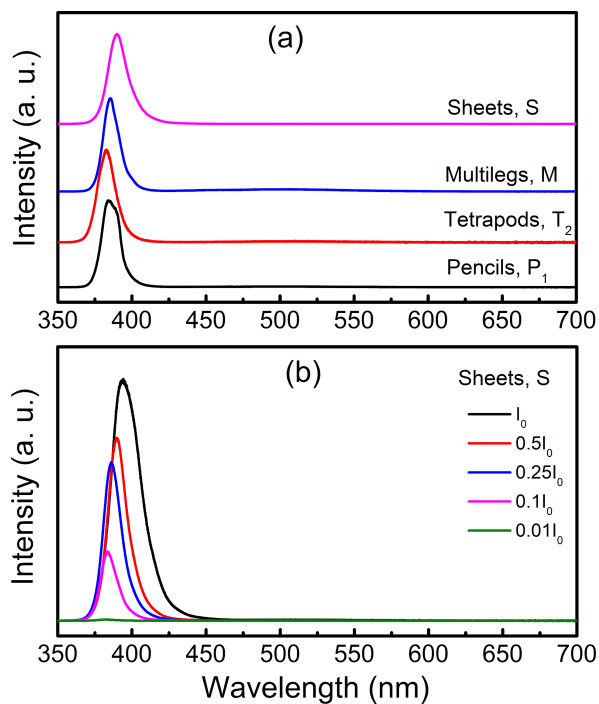 (a)
Intensity (a. u.)
Sheets, S
Multilegs, M
Tetrapods, T₂
Pencils, P₁
350 400 450 500 550 600 650 700
(b)
Intensity (a. u.)
Sheets, S
I₀
0.5I₀
0.25I₀
0.1I₀
0.01I₀
350 400 450 500 550 600 650 700
Wavelength (nm)